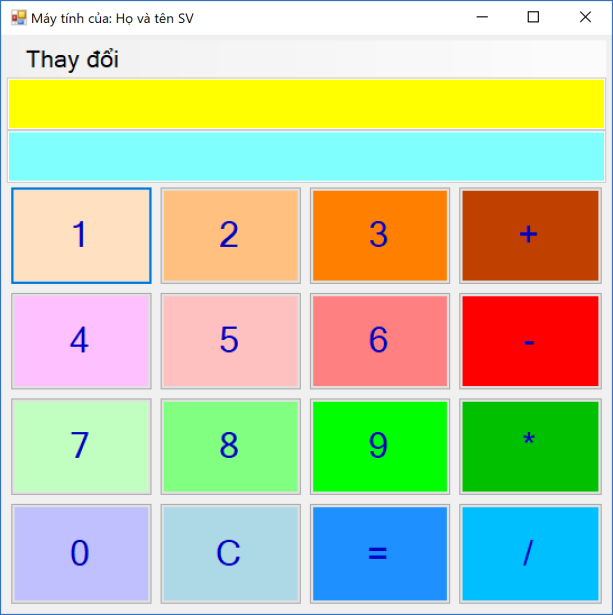 Máy tính của: Họ và tên SV
Thay đổi
1 2 3 +
4 5 6 -
7 8 9 *
0 C = /